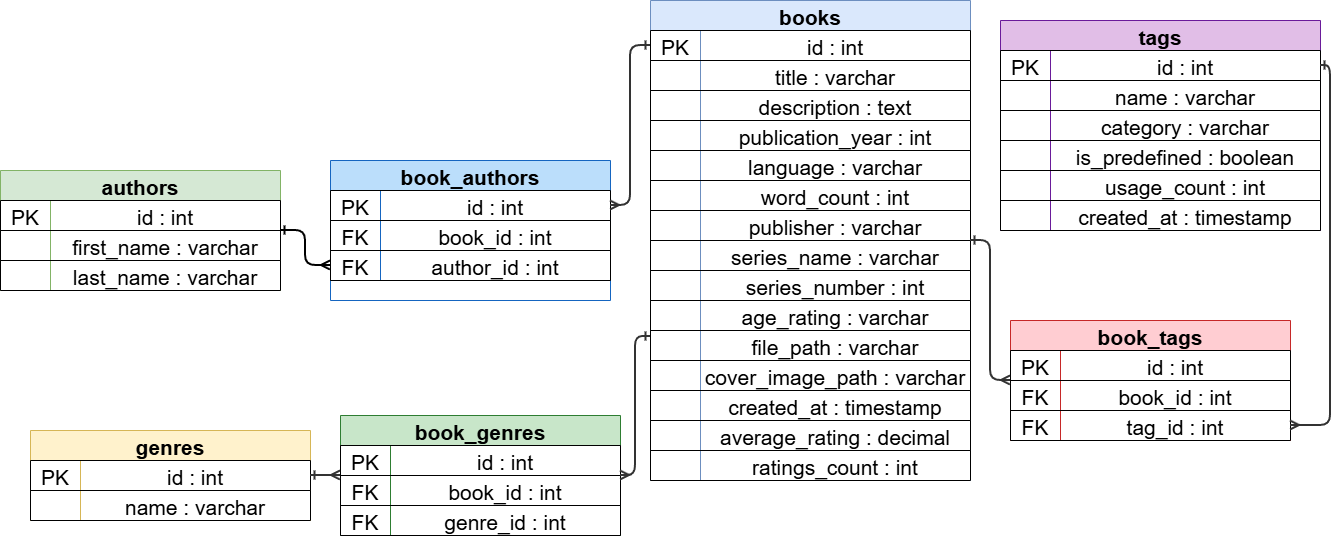 books
PK id : int
title : varchar
description : text
publication_year : int
language : varchar
word_count : int
publisher : varchar
series_name : varchar
series_number : int
age_rating : varchar
file_path : varchar
cover_image_path : varchar
created_at : timestamp
average_rating : decimal
ratings_count : int
tags
PK id : int
name : varchar
category : varchar
is_predefined : boolean
usage_count : int
created_at : timestamp
authors
PK id : int
first_name : varchar
last_name : varchar
book_authors
PK id : int
FK book_id : int
FK author_id : int
book_tags
PK id : int
FK book_id : int
FK tag_id : int
genres
PK id : int
name : varchar
book_genres
PK id : int
FK book_id : int
FK genre_id : int